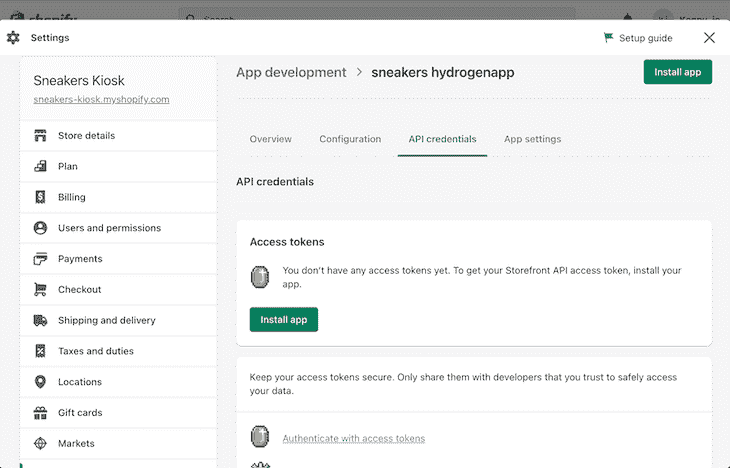 shopify
Search
Settings
Setup guide
Sneakers Kiosk
sneakers-kiosk.myshopify.com
Store details
Plan
Billing
Users and permissions
Payments
Checkout
Shipping and delivery
Taxes and duties
Locations
Gift cards
Markets
App development > sneakers hydrogenapp
Install app
Overview
Configuration
API credentials
App settings
API credentials
Access tokens
You don't have any access tokens yet. To get your Storefront API access token, install your
app.
Install app
Keep your access tokens secure. Only share them with developers that you trust to safely access
your data.
Authenticate with access tokens